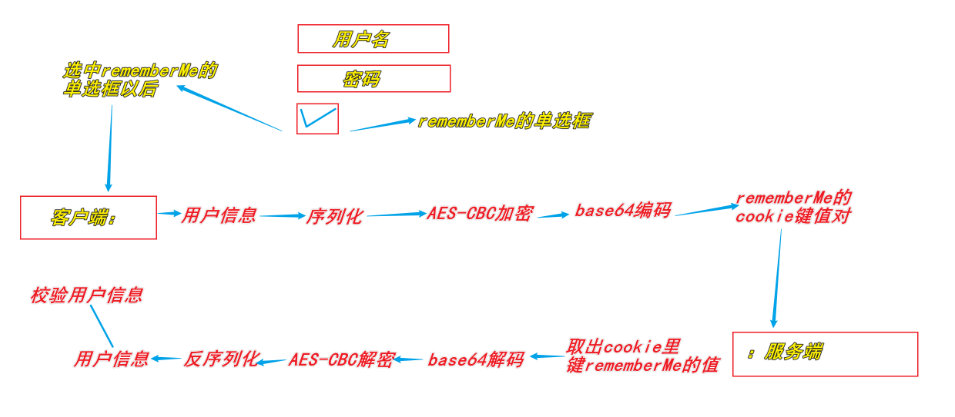 用户名
选中rememberMe的
单选框以后
密码
rememberMe的单选框
客户端:
用户信息
序列化
AES-CBC加密
base64编码
rememberMe的
cookie键值对
校验用户信息
用户信息
反序列化
AES-CBC解密
base64解码
取出cookie里
键rememberMe的值
:服务端